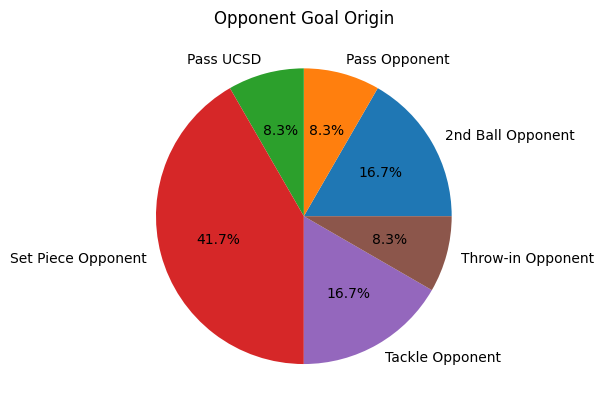 Opponent Goal Origin
Pass UCSD
Pass Opponent
8.3%
8.3%
2nd Ball Opponent
16.7%
41.7%
8.3%
Set Piece Opponent
Throw-in Opponent
16.7%
Tackle Opponent